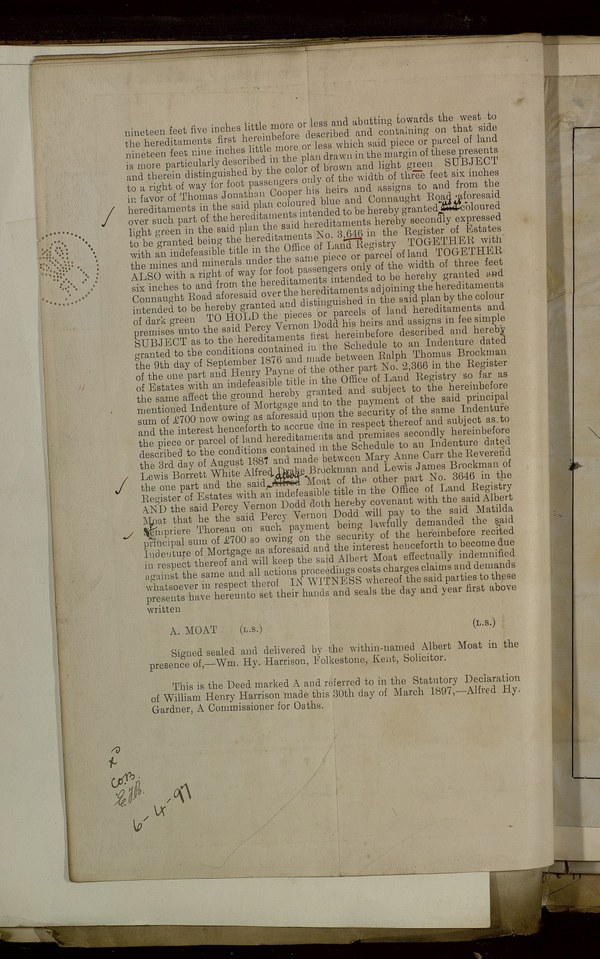 nineteen feet five inches little more or less and abutting towards the west to
the hereditaments first hereinbefore described and containing on that side
nineteen feet nine inches little more or less which said piece or parcel of land
is more particularly described in the plan drawn in the margin of these presents
and therein distinguished by the color of brown and light green SUBJECT
to a right of way for foot passengers only of the width of three feet six inches
in favor of Thomas Jonathan Cooper his heirs and assigns to and from the
hereditaments in the said plan coloured blue and Connaught Road aforesaid
over such part of the hereditaments intended to be hereby granted coloured
light green in the said plan the said hereditaments hereby secondly expressed
to be granted being the hereditaments No. 3,646 in the Register of Estates
with an indefeasible title in the Office of Land Registry TOGETHER with
the mines and minerals under the same piece or parcel of land TOGETHER
ALSO with a right of way for foot passengers only of the width of three feet
six inches to and from the hereditaments intended to be hereby granted and
Connaught Road aforesaid over the hereditaments adjoining the hereditaments
intended to be hereby granted and distinguished in the said plan by the colour
of dark green TO HOLD the pieces or parcels of land hereditaments and
premises unto the said Percy Vernon Dodd his heirs and assigns in fee simple
SUBJECT as to the hereditaments first hereinbefore described and hereby
granted to the conditions contained in the Schedule to an Indenture dated
the 9th day of September 1876 and made between Ralph Thomas Brockman
of the one part and Henry Payne of the other part No. 2,366 in the Register
of Estates with an indefeasible title in the Office of Land Registry so far as
the same affect the ground hereby granted and subject to the hereinbefore
mentioned Indenture of Mortgage and to the payment of the said principal
sum of £700 now owing as aforesaid upon the security of the same Indenture
and the interest henceforth to accrue due in respect thereof and subject as to
the piece or parcel of land hereditaments and premises secondly hereinbefore
described to the conditions contained in the Schedule to an Indenture dated
the 3rd day of August 1887 and made between Mary Anne Carr the Reverend
Lewis Borrett White Alfred Drake Brockman and Lewis James Brockman of
the one part and the said Albert Moat of the other part No. 3646 in the
Register of Estates with an indefeasible title in the Office of Land Registry
AND the said Percy Vernon Dodd doth hereby covenant with the said Albert
Moat that he the said Percy Vernon Dodd will pay to the said Matilda
Sempriere Thoreau on such payment being lawfully demanded the said
principal sum of £700 so owing on the security of the hereinbefore recited
Indenture of Mortgage as aforesaid and the interest henceforth to become due
in respect thereof and will keep the said Albert Moat effectually indemnified
against the same and all actions proceedings costs charges claims and demands
whatsoever in respect therof IN WITNESS whereof the said parties to these
presents have hereunto set their hands and seals the day and year first above
written
(L.S.)
A. MOAT (L.S.)
Signed sealed and delivered by the within-named Albert Moat in the
presence of,—Wm. Hy. Harrison, Folkestone, Kent, Solicitor.
This is the Deed marked A and referred to in the Statutory Declaration
of William Henry Harrison made this 30th day of March 1897,—Alfred Hy.
Gardner, A Commissioner for Oaths.
6-4-97